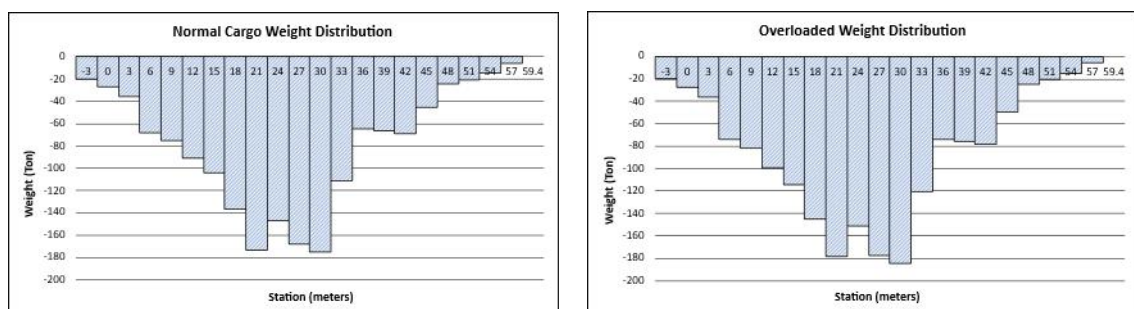 Normal Cargo Weight Distribution
0
-3 0 3 6 9 12 15 18 21 24 27 30 33 36 39 42 45 48 51 54 57 59.4
-20
-40
-60
-80
-100
-120
-140
-160
-180
-200
Weight (Ton)
Station (meters)
Overloaded Weight Distribution
0
-3 0 3 6 9 12 15 18 21 24 27 30 33 36 39 42 45 48 51 54 57 59.4
-20
-40
-60
-80
-100
-120
-140
-160
-180
-200
Weight (Ton)
Station (meters)